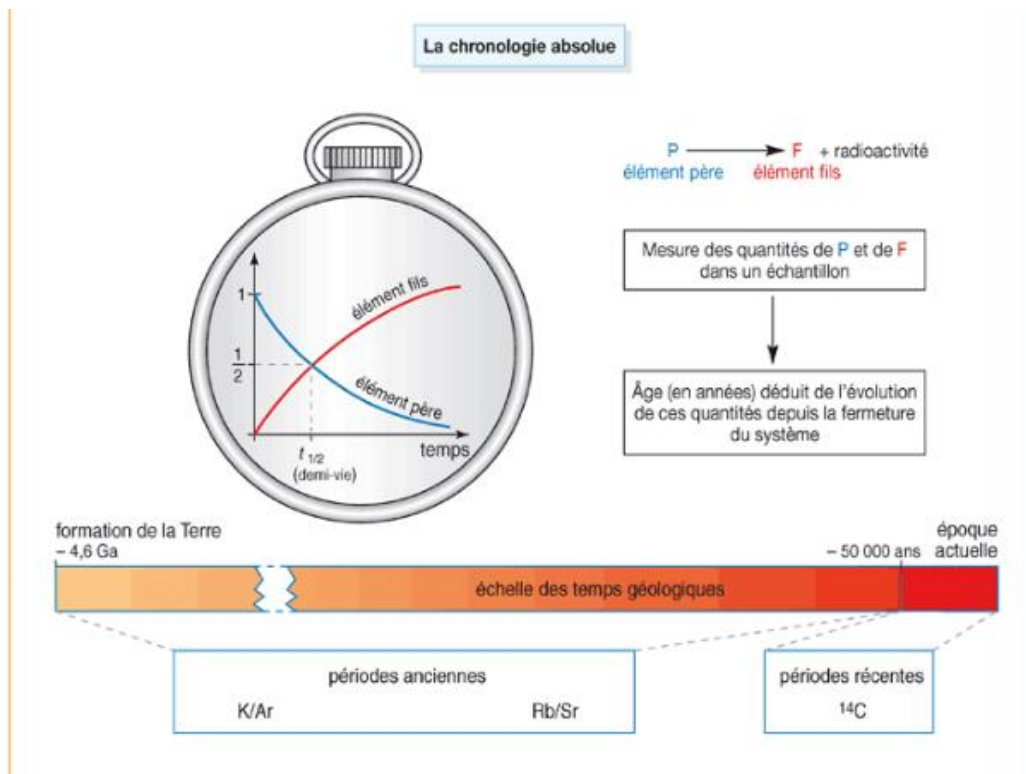 La chronologie absolue
P → F + radioactivité
élément père élément fils
Mesure des quantités de P et de F
dans un échantillon
Âge (en années) déduit de l'évolution
de ces quantités depuis la fermeture
du système
1
élément fils
1
2
élément père
temps
t 1/2
(demi-vie)
formation de la Terre
– 4,6 Ga
– 50 000 ans
époque
actuelle
échelle des temps géologiques
périodes anciennes
K/Ar Rb/Sr
périodes récentes
¹⁴C